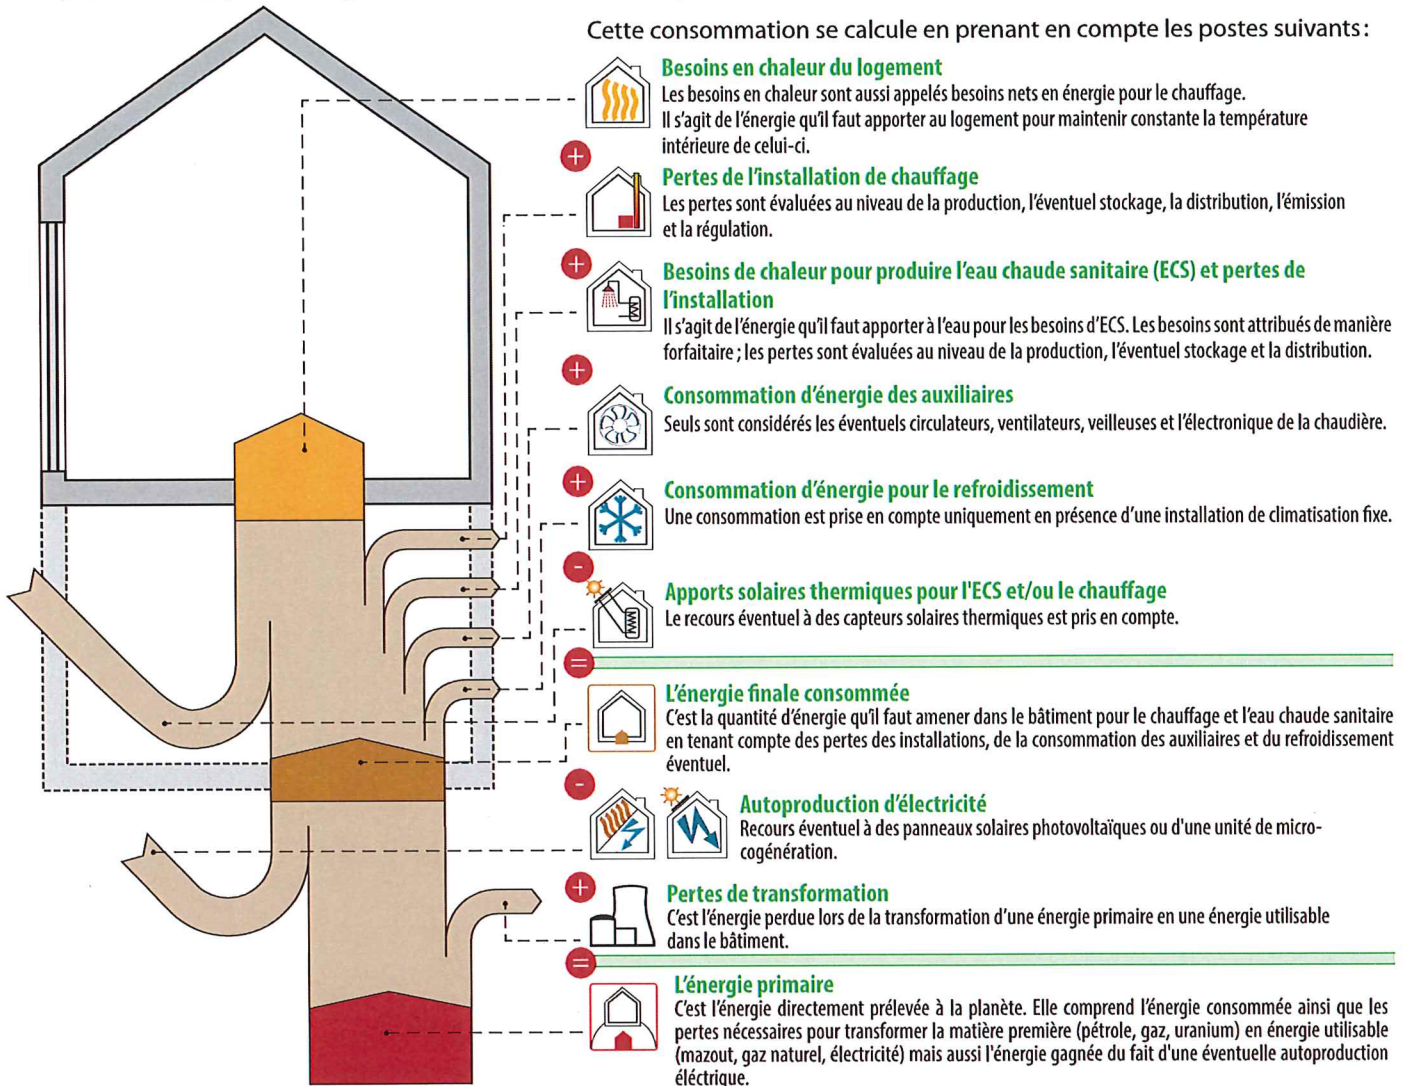 Cette consommation se calcule en prenant en compte les postes suivants :
Besoins en chaleur du logement
Les besoins en chaleur sont aussi appelés besoins nets en énergie pour le chauffage.
Il s'agit de l'énergie qu'il faut apporter au logement pour maintenir constante la température
intérieure de celui-ci.
+
Pertes de l'installation de chauffage
Les pertes sont évaluées au niveau de la production, l'éventuel stockage, la distribution, l'émission
et la régulation.
+
Besoins de chaleur pour produire l'eau chaude sanitaire (ECS) et pertes de
l'installation
Il s'agit de l'énergie qu'il faut apporter à l'eau pour les besoins d'ECS. Les besoins sont attribués de manière
forfaitaire ; les pertes sont évaluées au niveau de la production, l'éventuel stockage et la distribution.
+
Consommation d'énergie des auxiliaires
Seuls sont considérés les éventuels circulateurs, ventilateurs, veilleuses et l'électronique de la chaudière.
+
Consommation d'énergie pour le refroidissement
Une consommation est prise en compte uniquement en présence d'une installation de climatisation fixe.
-
Apports solaires thermiques pour l'ECS et/ou le chauffage
Le recours éventuel à des capteurs solaires thermiques est pris en compte.
=
L'énergie finale consommée
C'est la quantité d'énergie qu'il faut amener dans le bâtiment pour le chauffage et l'eau chaude sanitaire
en tenant compte des pertes des installations, de la consommation des auxiliaires et du refroidissement
éventuel.
-
Autoproduction d'électricité
Recours éventuel à des panneaux solaires photovoltaïques ou d'une unité de micro-
cogénération.
+
Pertes de transformation
C'est l'énergie perdue lors de la transformation d'une énergie primaire en une énergie utilisable
dans le bâtiment.
=
L'énergie primaire
C'est l'énergie directement prélevée à la planète. Elle comprend l'énergie consommée ainsi que les
pertes nécessaires pour transformer la matière première (pétrole, gaz, uranium) en énergie utilisable
(mazout, gaz naturel, électricité) mais aussi l'énergie gagnée du fait d'une éventuelle autoproduction
éléctrique.